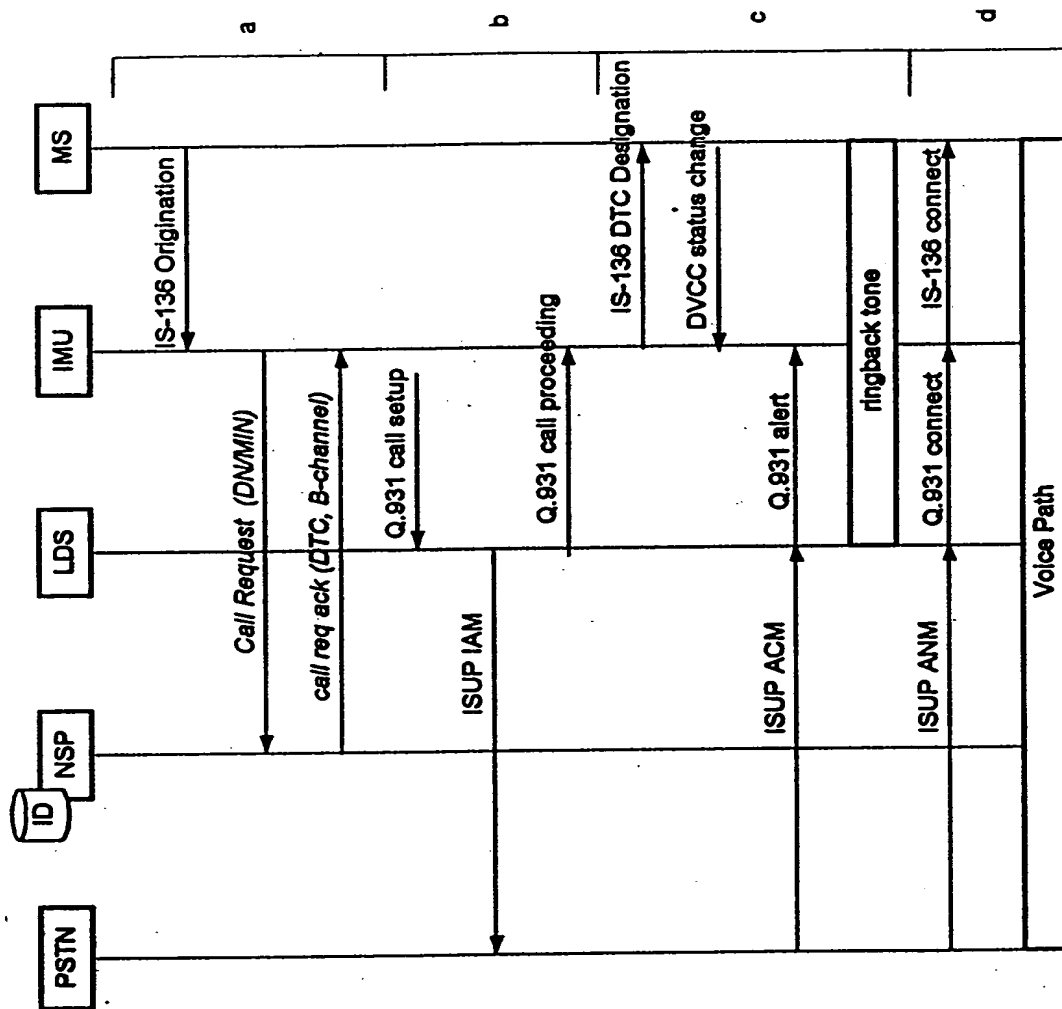 PSTN
ID
NSP
LDS
IMU
MS
IS-136 Origination
Call Request (DN/MIN)
call req ack (DTC, B-channel)
a
Q.931 call setup
ISUP IAM
Q.931 call proceeding
b
IS-136 DTC Designation
DVCC status change
ISUP ACM
Q.931 alert
ringback tone
c
ISUP ANM
Q.931 connect
IS-136 connect
d
Voice Path